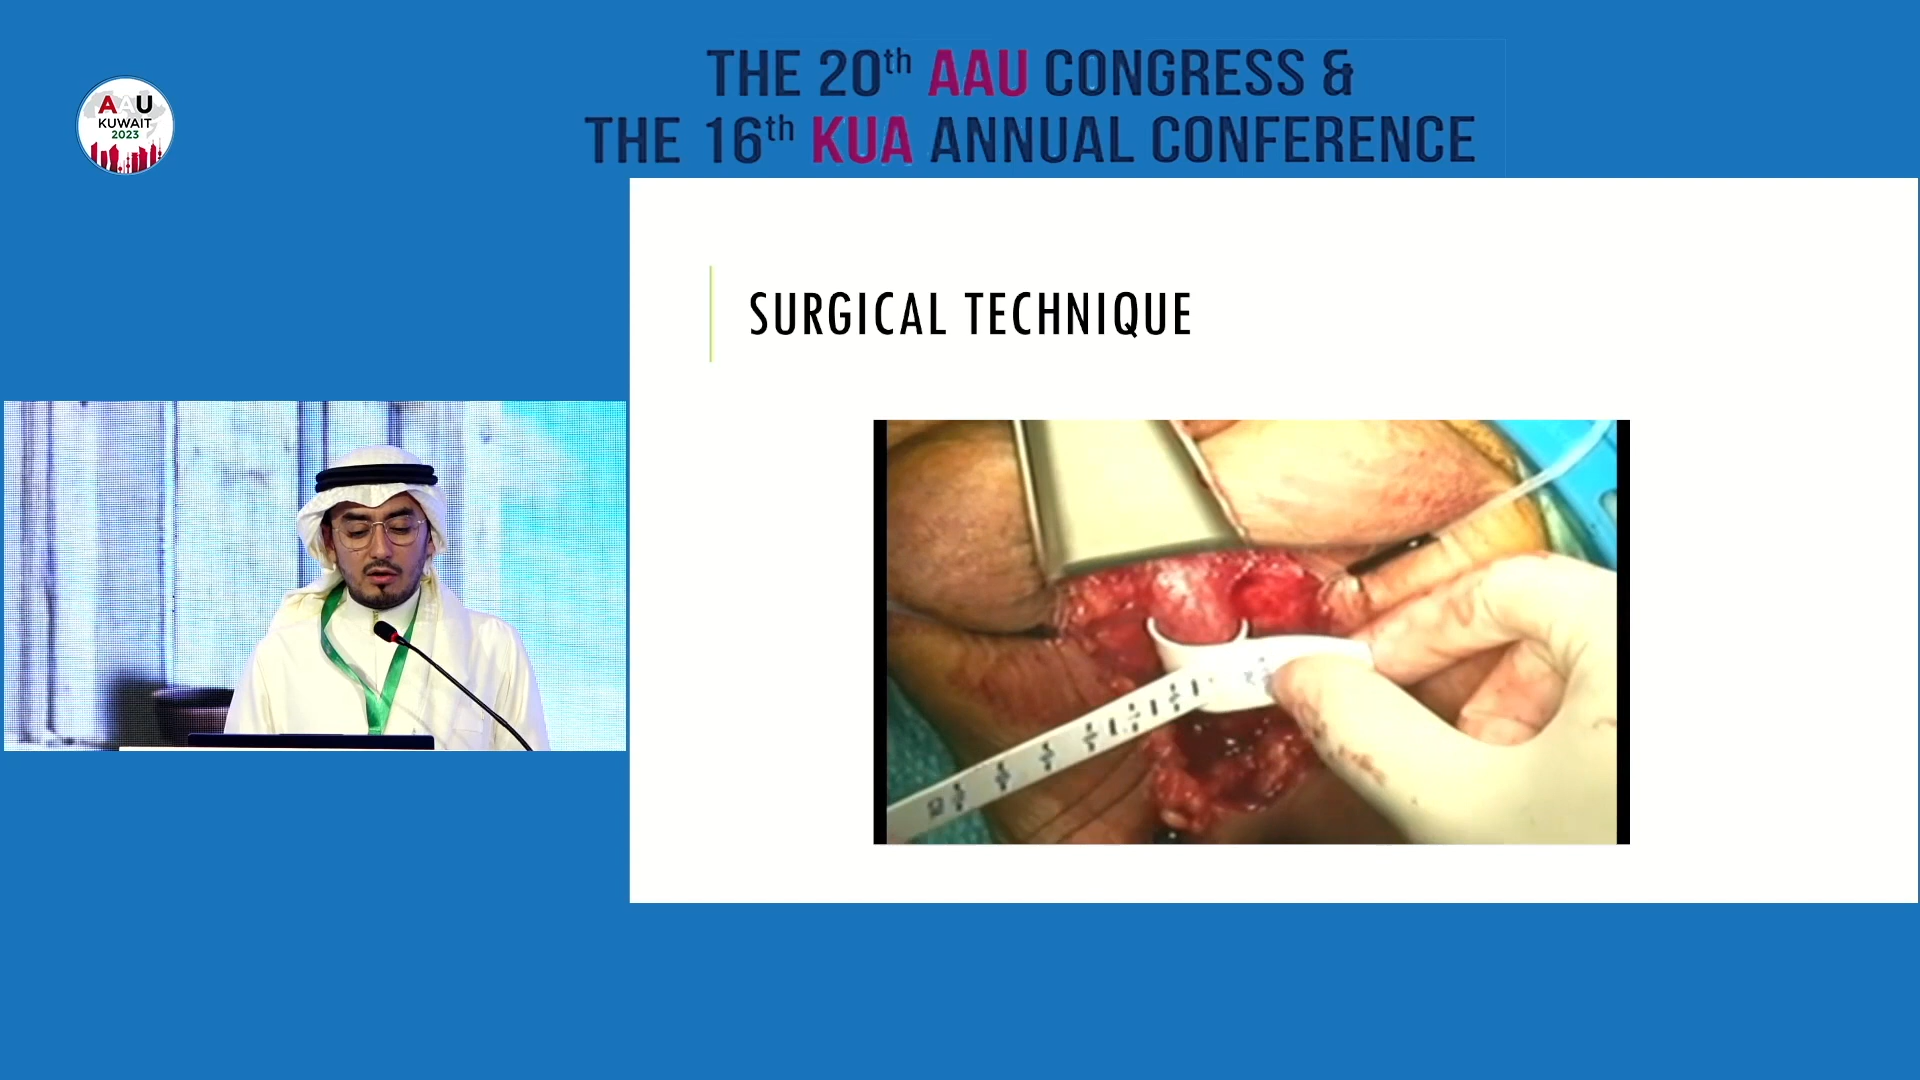 THE 20th AAU CONGRESS &
THE 16th KUA ANNUAL CONFERENCE
AAU
KUWAIT
2023
SURGICAL TECHNIQUE